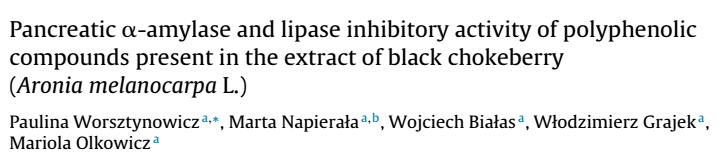 Pancreatic α-amylase and lipase inhibitory activity of polyphenolic
compounds present in the extract of black chokeberry
(Aronia melanocarpa L.)
Paulina Worsztynowicz a,*, Marta Napierała a,b, Wojciech Białas a, Włodzimierz Grajek a,
Mariola Olkowicz a